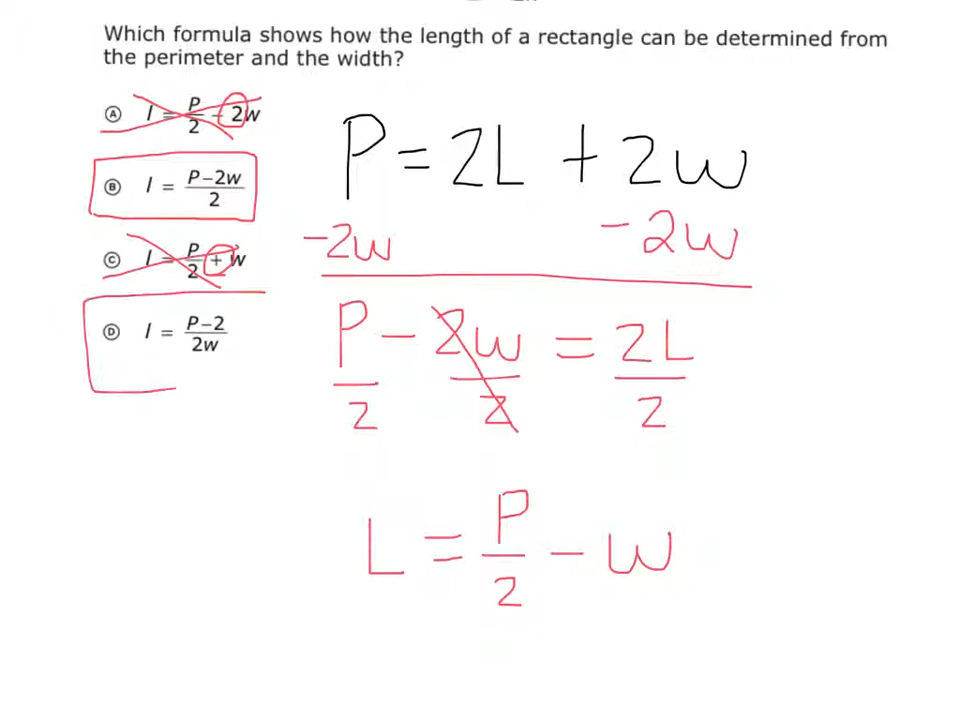 Which formula shows how the length of a rectangle can be determined from
the perimeter and the width?
Ⓐ l = P/2 - 2w
Ⓑ l = P-2w/2
Ⓒ l = P/2 + w
Ⓓ l = P-2/2w
P = 2L + 2w
-2w -2w
P/2 - 2w/2 = 2L/2
L = P/2 - w